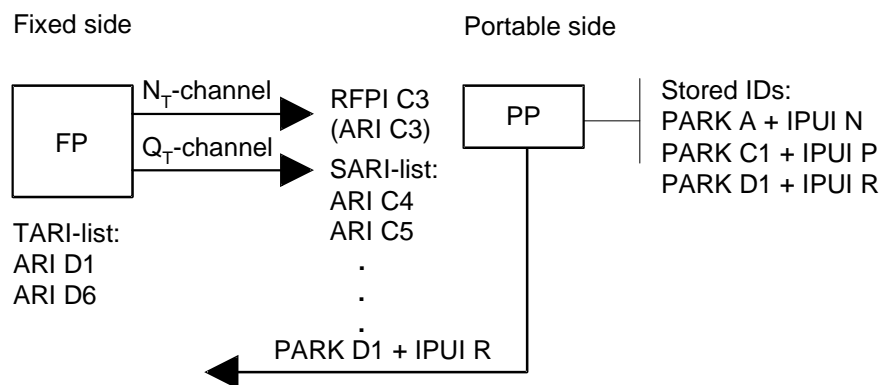 Fixed side
Portable side
FP
N_T-channel
Q_T-channel
TARI-list:
ARI D1
ARI D6
RFPI C3
(ARI C3)
SARI-list:
ARI C4
ARI C5
.
.
.
PP
Stored IDs:
PARK A + IPUI N
PARK C1 + IPUI P
PARK D1 + IPUI R
PARK D1 + IPUI R